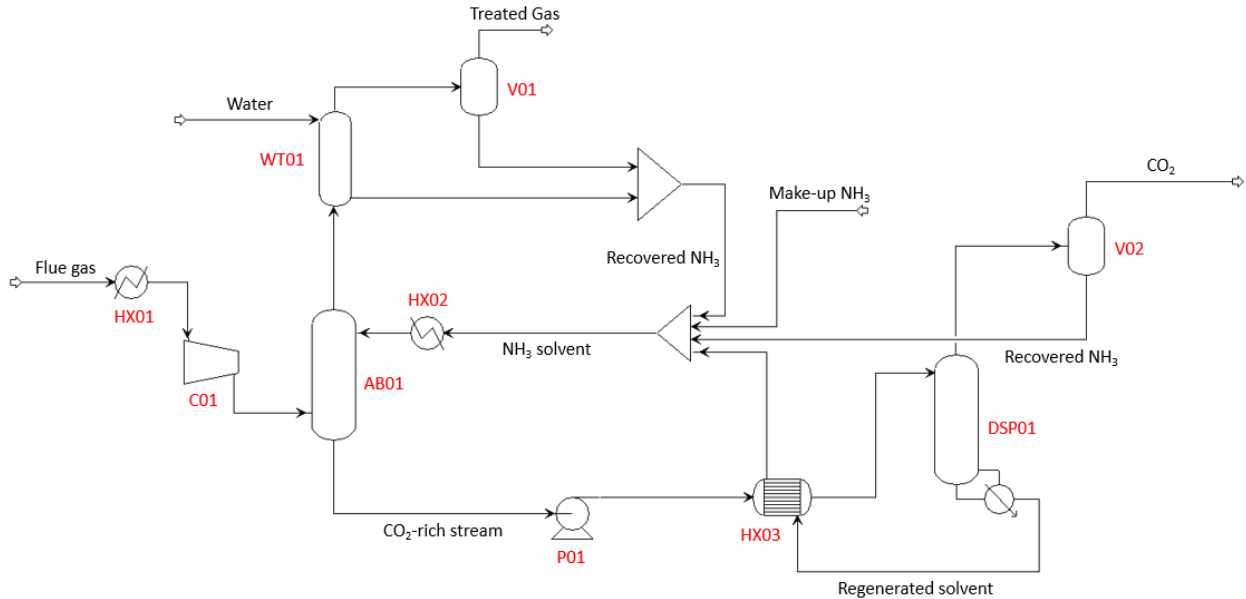 Treated Gas
V01
Water
WT01
CO₂
Make-up NH₃
V02
Recovered NH₃
Flue gas
HX01
HX02
NH₃ solvent
Recovered NH₃
AB01
C01
DSP01
CO₂-rich stream
P01
HX03
Regenerated solvent